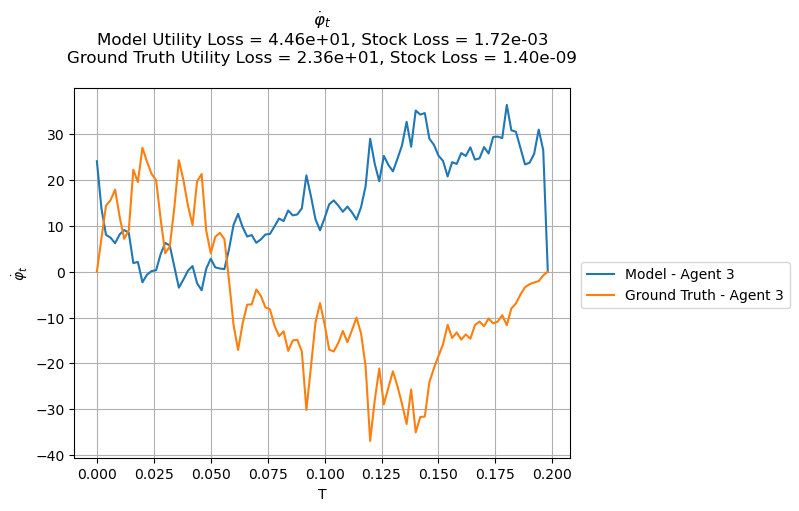 φ̇ₜ
Model Utility Loss = 4.46e+01, Stock Loss = 1.72e-03
Ground Truth Utility Loss = 2.36e+01, Stock Loss = 1.40e-09
30
20
10
0
−10
−20
−30
−40
φ̇ₜ
0.000 0.025 0.050 0.075 0.100 0.125 0.150 0.175 0.200
T
Model - Agent 3
Ground Truth - Agent 3